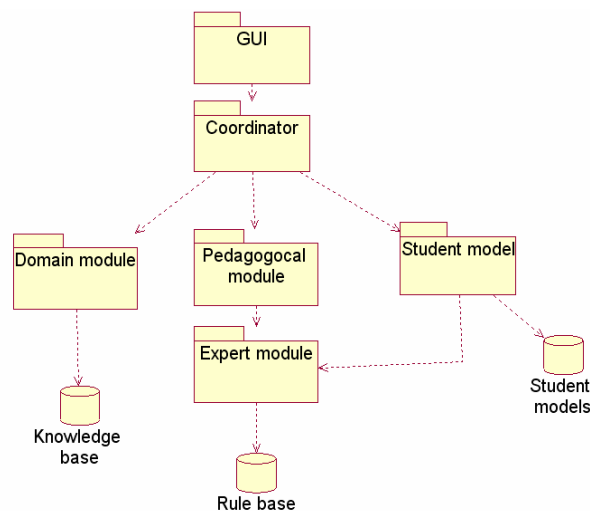 GUI
Coordinator
Domain module
Pedagogocal
module
Student model
Expert module
Student
models
Knowledge
base
Rule base